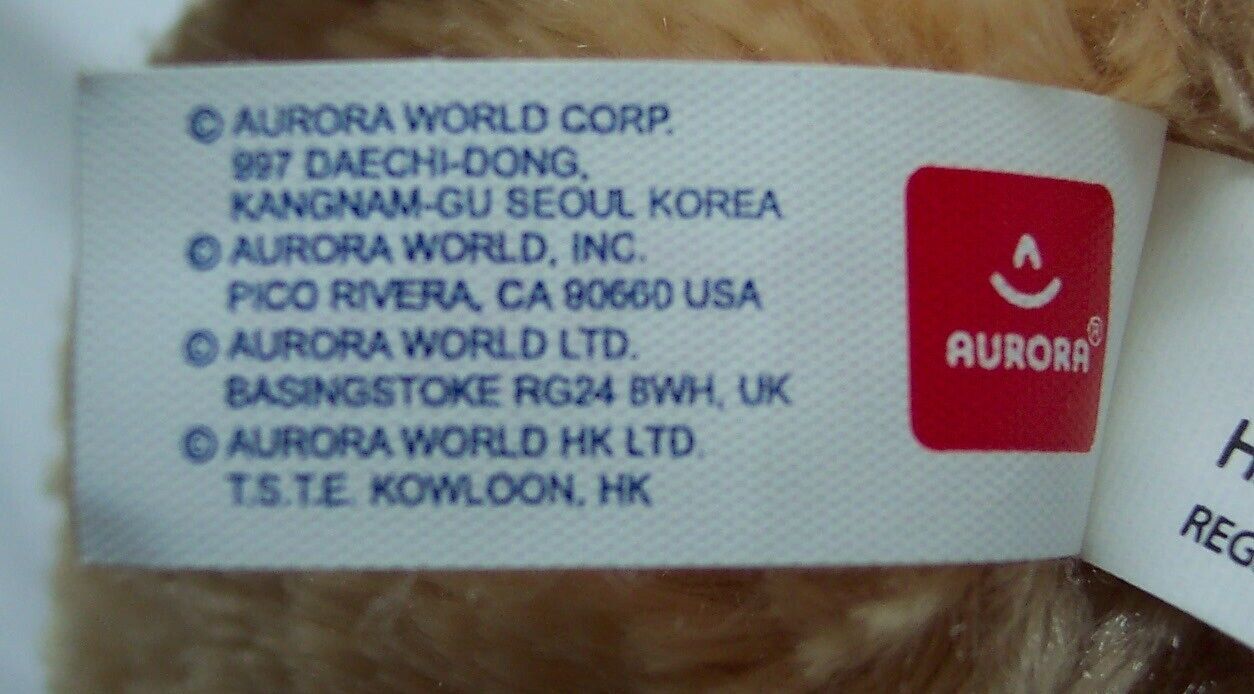 © AURORA WORLD CORP.
997 DAECHI-DONG,
KANGNAM-GU SEOUL KOREA
© AURORA WORLD, INC.
PICO RIVERA, CA 90660 USA
© AURORA WORLD LTD.
BASINGSTOKE RG24 8WH, UK
© AURORA WORLD HK LTD.
T.S.T.E. KOWLOON, HK
AURORA®
H
REG